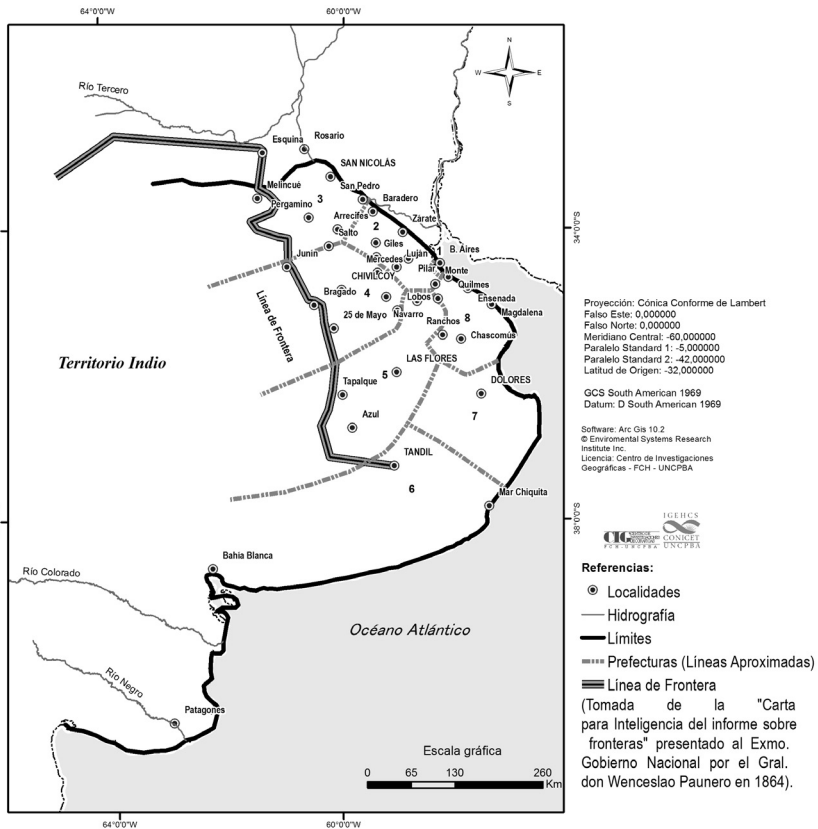 64°0'0"W
60°0'0"W
N
W
E
S
Río Tercero
Esquina
Rosario
SAN NICOLÁS
Melincué
San Pedro
Pergamino
3
Baradero
Arrecifes
2
Zárate
34°0'0"S
Salto
Giles
1
B. Aires
Junin
Mercedes
Luján
Pilar
Monte
CHIVILCOY
Quilmes
Bragado
4
Lobos
Ensenada
25 de Mayo
Navarro
8
Magdalena
Ranchos
Chascomús
Línea de Frontera
Territorio Indio
LAS FLORES
5
DOLORES
Tapalque
7
Azul
TANDIL
6
Mar Chiquita
38°0'0"S
Bahia Blanca
Río Colorado
Océano Atlántico
Río Negro
Patagones
Escala gráfica
0 65 130 260
Km
64°0'0"W
60°0'0"W
Proyección: Cónica Conforme de Lambert
Falso Este: 0,000000
Falso Norte: 0,000000
Meridiano Central: -60,000000
Paralelo Standard 1: -5,000000
Paralelo Standard 2: -42,000000
Latitud de Origen: -32,000000
GCS South American 1969
Datum: D South American 1969
Software: Arc Gis 10.2
© Enviromental Systems Research
Institute Inc.
Licencia: Centro de Investigaciones
Geográficas - FCH - UNCPBA
CIG
FCH-UNCPBA
IGEHCS
CONICET
UNCPBA
Referencias:
Localidades
Hidrografía
Límites
Prefecturas (Líneas Aproximadas)
Línea de Frontera
(Tomada de la "Carta
para Inteligencia del informe sobre
fronteras" presentado al Exmo.
Gobierno Nacional por el Gral.
don Wenceslao Paunero en 1864).